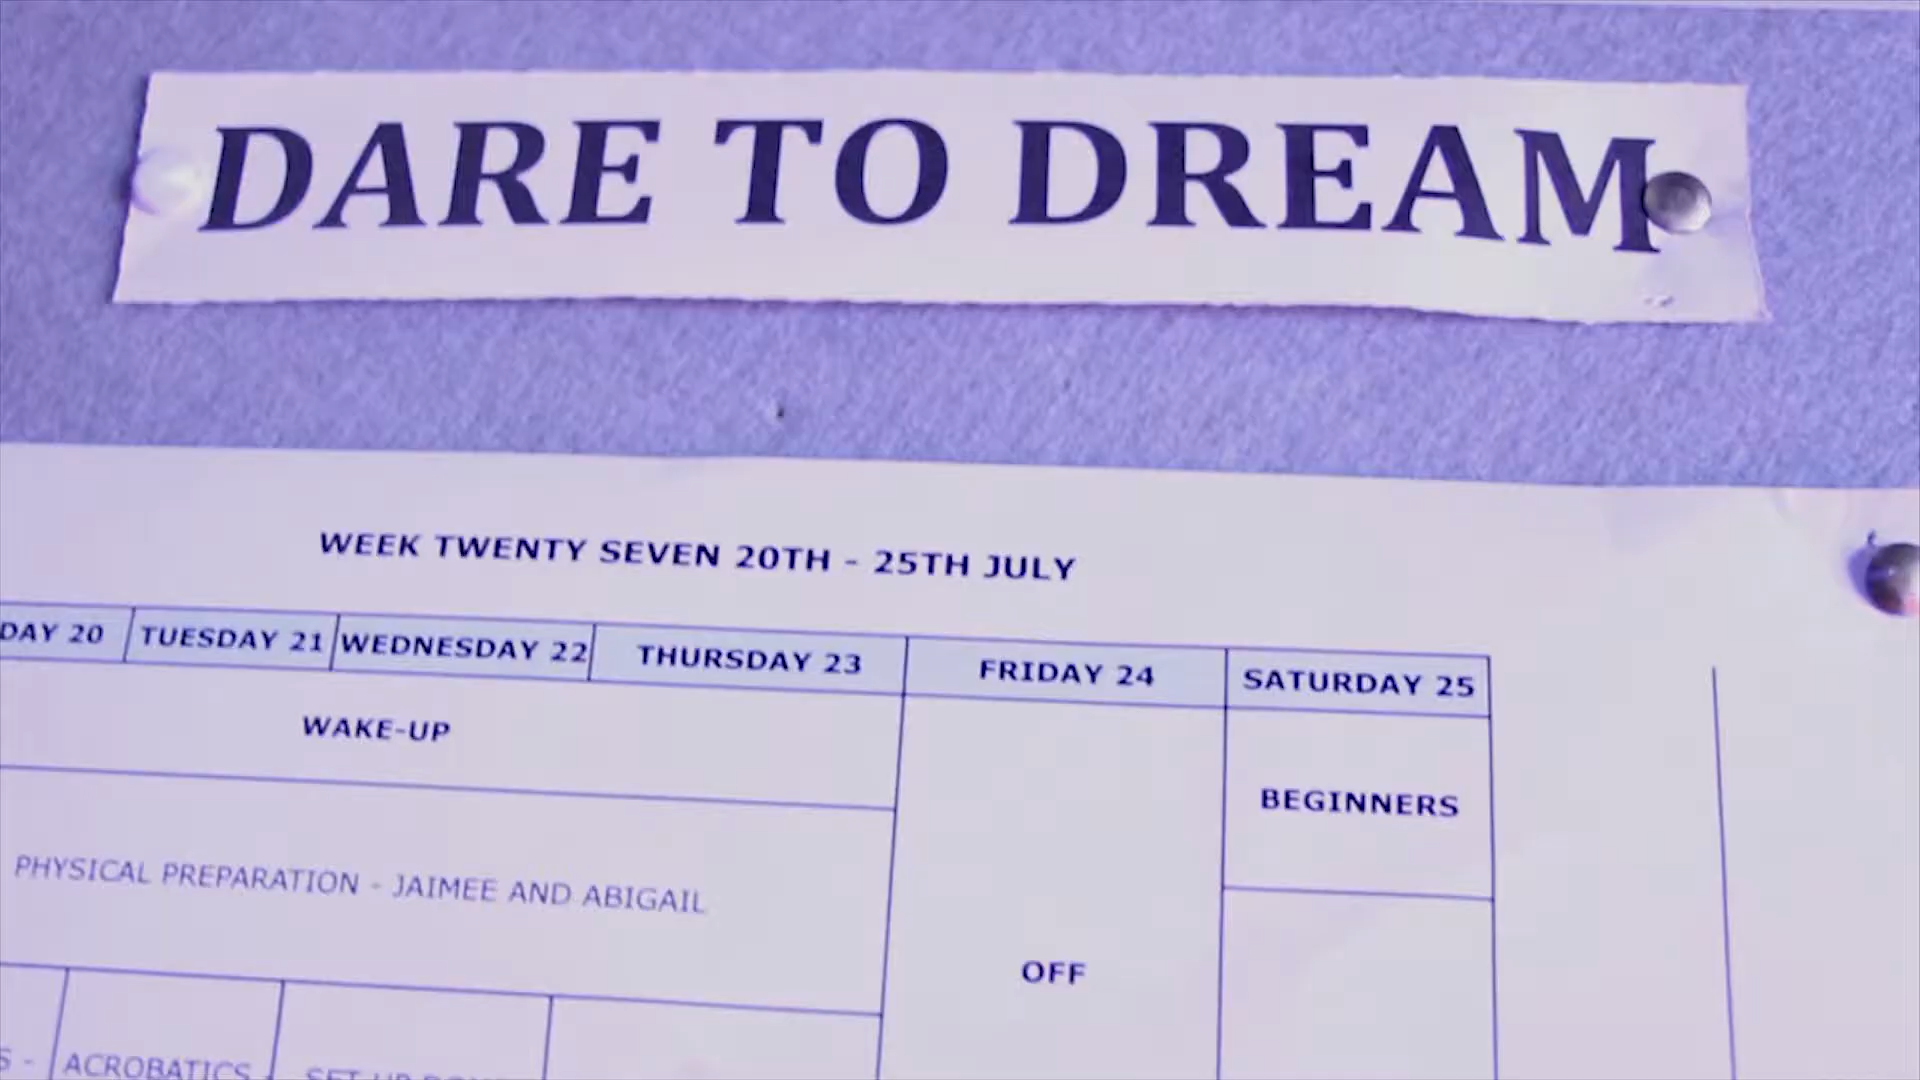 DARE TO DREAM
WEEK TWENTY SEVEN 20TH - 25TH JULY
DAY 20 TUESDAY 21 WEDNESDAY 22 THURSDAY 23 FRIDAY 24 SATURDAY 25
WAKE-UP
BEGINNERS
PHYSICAL PREPARATION - JAIMEE AND ABIGAIL
OFF
S - ACROBATICS -